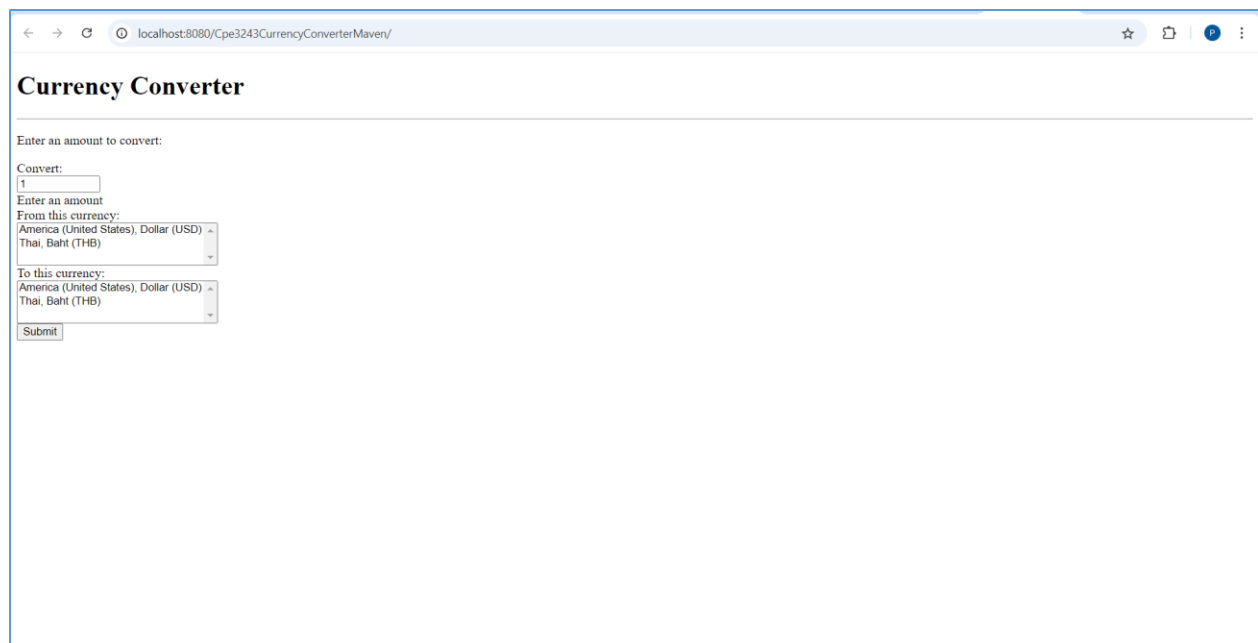 localhost:8080/Cpe3243CurrencyConverterMaven/
P
Currency Converter
Enter an amount to convert:
Convert:
1
Enter an amount
From this currency:
America (United States), Dollar (USD)
Thai, Baht (THB)
To this currency:
America (United States), Dollar (USD)
Thai, Baht (THB)
Submit